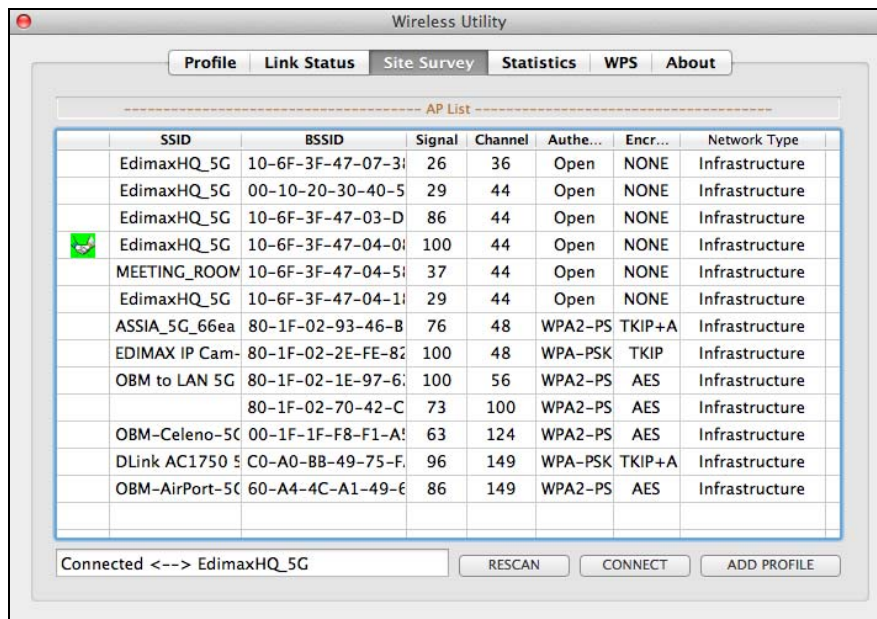 Wireless Utility
Profile Link Status Site Survey Statistics WPS About
-------------------------------------- AP List --------------------------------------
SSID BSSID Signal Channel Authe... Encr... Network Type
EdimaxHQ_5G 10-6F-3F-47-07-38 26 36 Open NONE Infrastructure
EdimaxHQ_5G 00-10-20-30-40-5 29 44 Open NONE Infrastructure
EdimaxHQ_5G 10-6F-3F-47-03-D 86 44 Open NONE Infrastructure
EdimaxHQ_5G 10-6F-3F-47-04-08 100 44 Open NONE Infrastructure
MEETING_ROOM 10-6F-3F-47-04-58 37 44 Open NONE Infrastructure
EdimaxHQ_5G 10-6F-3F-47-04-18 29 44 Open NONE Infrastructure
ASSIA_5G_66ea 80-1F-02-93-46-B 76 48 WPA2-PS TKIP+A Infrastructure
EDIMAX IP Cam- 80-1F-02-2E-FE-82 100 48 WPA-PSK TKIP Infrastructure
OBM to LAN 5G 80-1F-02-1E-97-6 100 56 WPA2-PS AES Infrastructure
80-1F-02-70-42-C 73 100 WPA2-PS AES Infrastructure
OBM-Celeno-5G 00-1F-1F-F8-F1-A 63 124 WPA2-PS AES Infrastructure
DLink AC1750 5 C0-A0-BB-49-75-F 96 149 WPA-PSK TKIP+A Infrastructure
OBM-AirPort-5G 60-A4-4C-A1-49-6 86 149 WPA2-PS AES Infrastructure
Connected <--> EdimaxHQ_5G RESCAN CONNECT ADD PROFILE